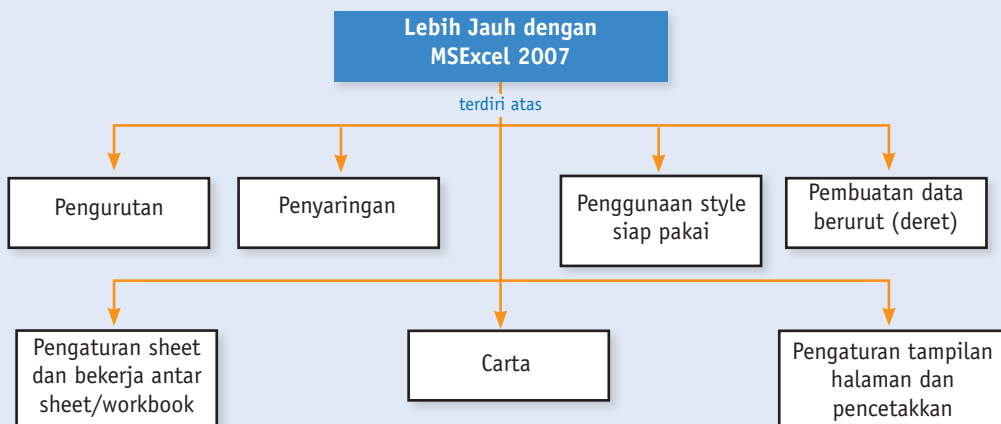 Lebih Jauh dengan
MSExcel 2007
terdiri atas
Pengurutan
Penyaringan
Penggunaan style
siap pakai
Pembuatan data
berurut (deret)
Pengaturan sheet
dan bekerja antar
sheet/workbook
Carta
Pengaturan tampilan
halaman dan
pencetakkan